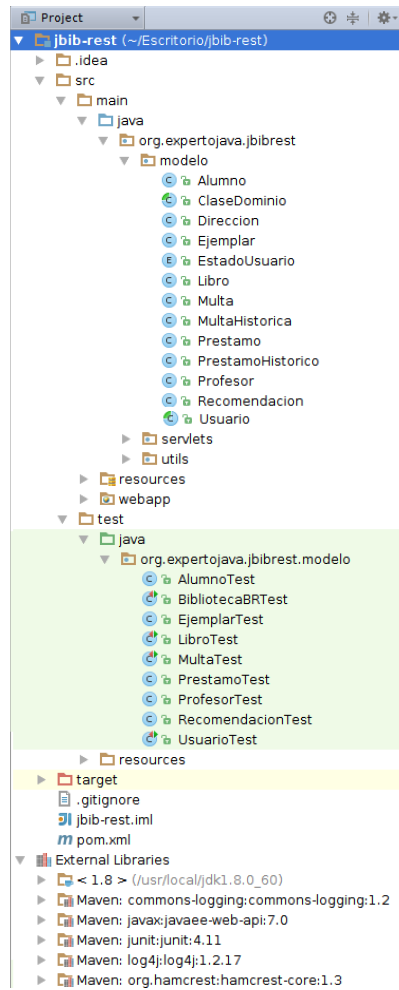 Project
jbib-rest (~/Escritorio/jbib-rest)
.idea
src
main
java
org.expertojava.jbibrest
modelo
Alumno
ClaseDominio
Direccion
Ejemplar
EstadoUsuario
Libro
Multa
MultaHistorica
Prestamo
PrestamoHistorico
Profesor
Recomendacion
Usuario
servlets
utils
resources
webapp
test
java
org.expertojava.jbibrest.modelo
AlumnoTest
BibliotecaBRTest
EjemplarTest
LibroTest
MultaTest
PrestamoTest
ProfesorTest
RecomendacionTest
UsuarioTest
resources
target
.gitignore
jbib-rest.iml
pom.xml
External Libraries
< 1.8 > (/usr/local/jdk1.8.0_60)
Maven: commons-logging:commons-logging:1.2
Maven: javax:javaee-web-api:7.0
Maven: junit:junit:4.11
Maven: log4j:log4j:1.2.17
Maven: org.hamcrest:hamcrest-core:1.3